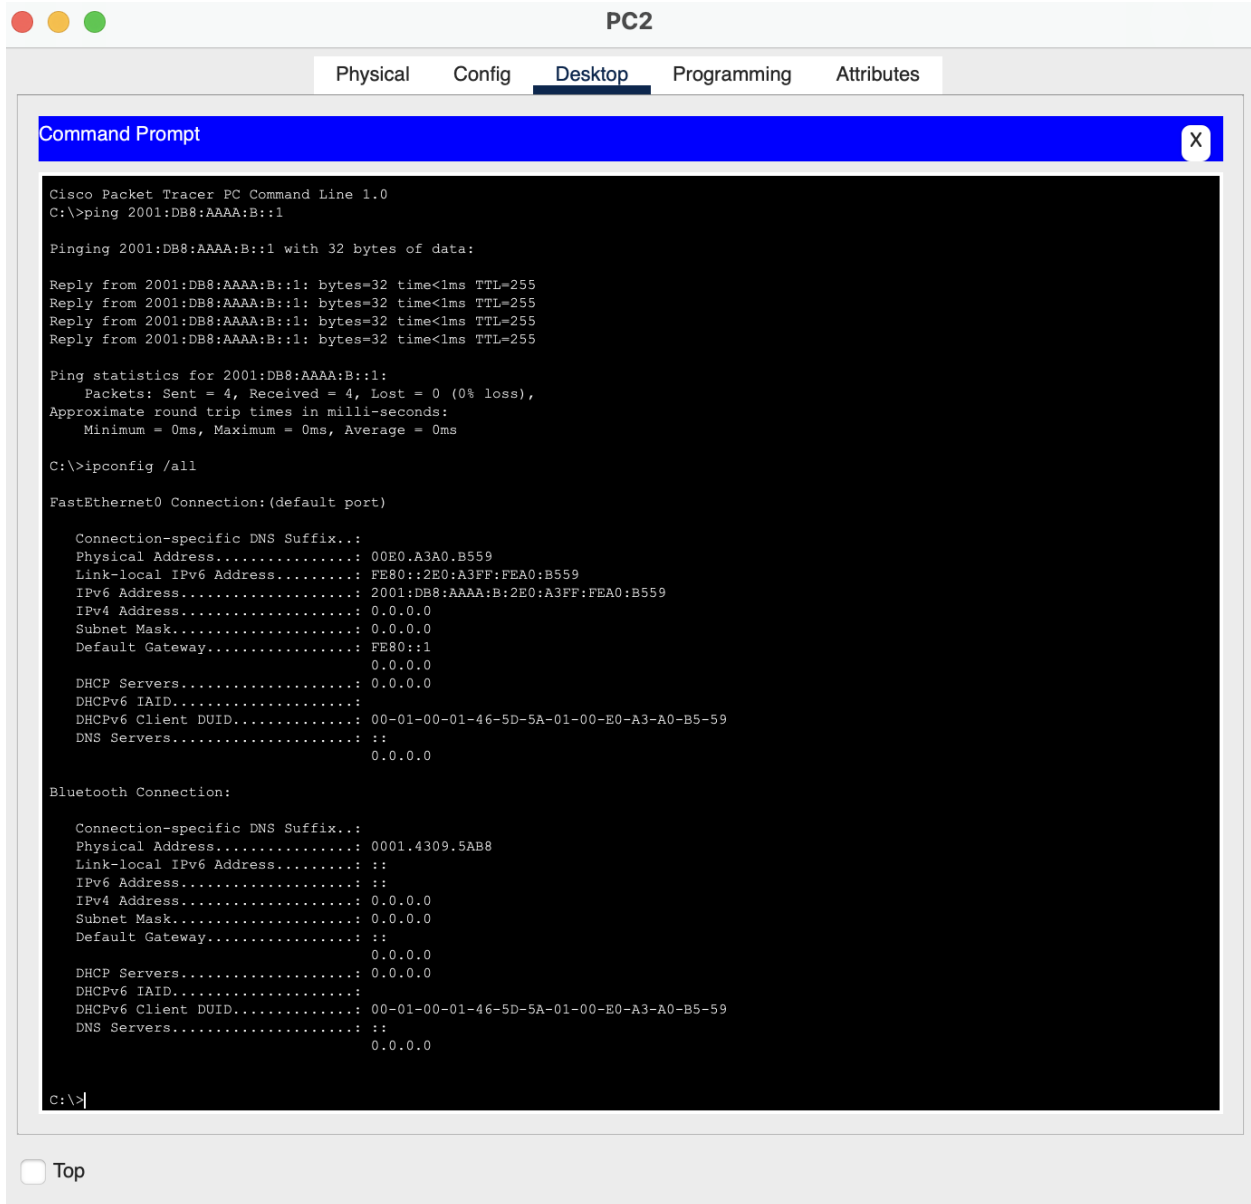 PC2
Physical Config Desktop Programming Attributes
Command Prompt
X
Cisco Packet Tracer PC Command Line 1.0
C:\>ping 2001:DB8:AAAA:B::1
Pinging 2001:DB8:AAAA:B::1 with 32 bytes of data:
Reply from 2001:DB8:AAAA:B::1: bytes=32 time<1ms TTL=255
Reply from 2001:DB8:AAAA:B::1: bytes=32 time<1ms TTL=255
Reply from 2001:DB8:AAAA:B::1: bytes=32 time<1ms TTL=255
Reply from 2001:DB8:AAAA:B::1: bytes=32 time<1ms TTL=255
Ping statistics for 2001:DB8:AAAA:B::1:
Packets: Sent = 4, Received = 4, Lost = 0 (0% loss),
Approximate round trip times in milli-seconds:
Minimum = 0ms, Maximum = 0ms, Average = 0ms
C:\>ipconfig /all
FastEthernet0 Connection:(default port)
Connection-specific DNS Suffix..:
Physical Address................: 00E0.A3A0.B559
Link-local IPv6 Address.........: FE80::2E0:A3FF:FEA0:B559
IPv6 Address....................: 2001:DB8:AAAA:B:2E0:A3FF:FEA0:B559
IPv4 Address....................: 0.0.0.0
Subnet Mask.....................: 0.0.0.0
Default Gateway.................: FE80::1
0.0.0.0
DHCP Servers....................: 0.0.0.0
DHCPv6 IAID.....................:
DHCPv6 Client DUID..............: 00-01-00-01-46-5D-5A-01-00-E0-A3-A0-B5-59
DNS Servers.....................: ::
0.0.0.0
Bluetooth Connection:
Connection-specific DNS Suffix..:
Physical Address................: 0001.4309.5AB8
Link-local IPv6 Address.........: ::
IPv6 Address....................: ::
IPv4 Address....................: 0.0.0.0
Subnet Mask.....................: 0.0.0.0
Default Gateway.................: ::
0.0.0.0
DHCP Servers....................: 0.0.0.0
DHCPv6 IAID.....................:
DHCPv6 Client DUID..............: 00-01-00-01-46-5D-5A-01-00-E0-A3-A0-B5-59
DNS Servers.....................: ::
0.0.0.0
C:\>
Top